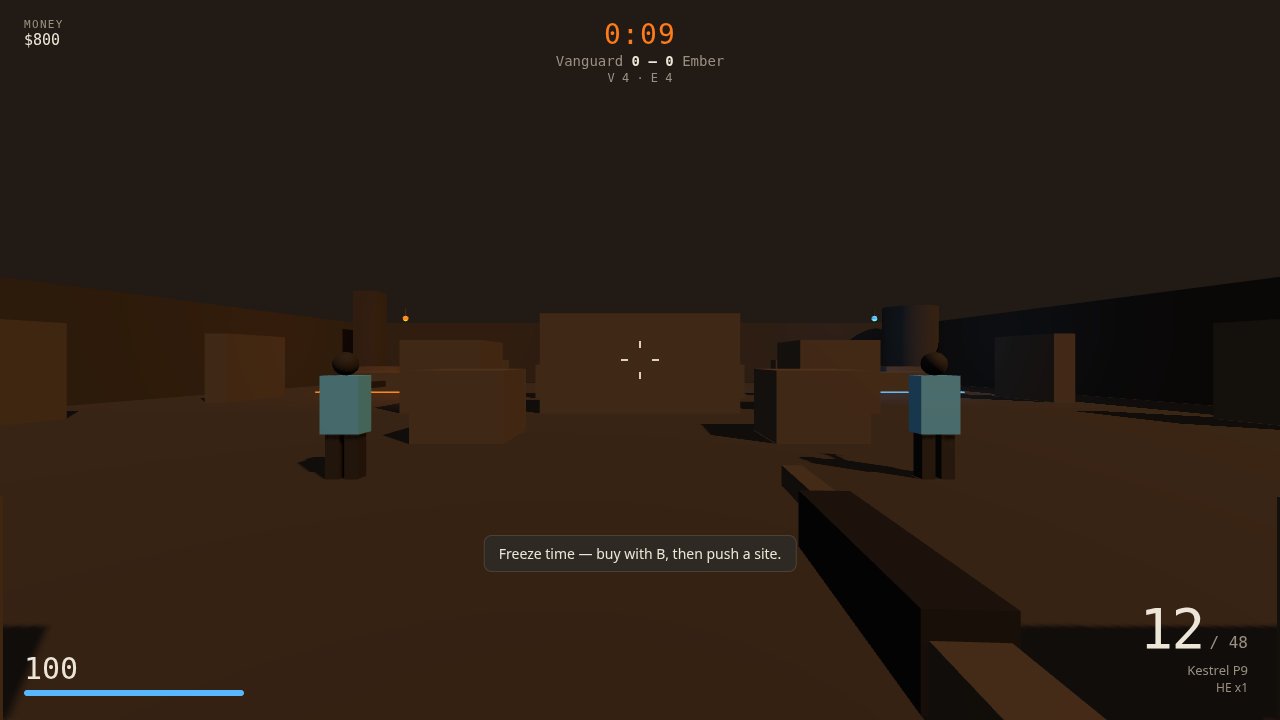 MONEY
$800
0:09
Vanguard 0 — 0 Ember
V 4 · E 4
Freeze time — buy with B, then push a site.
100
12 / 48
Kestrel P9
HE x1